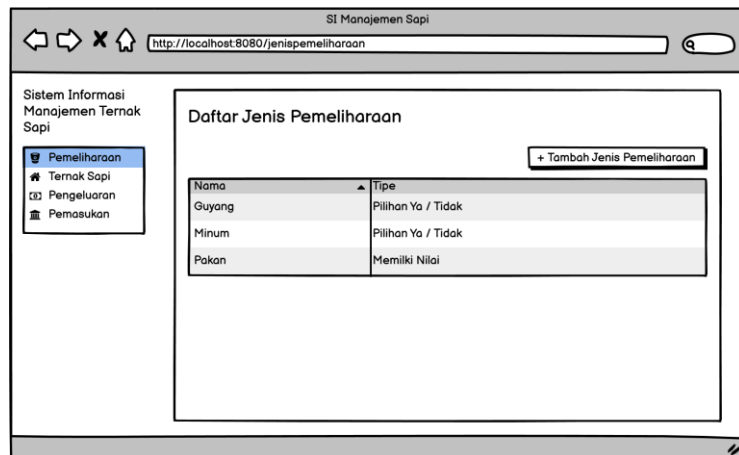 SI Manajemen Sapi
http://localhost:8080/jenispemeliharaan
Sistem Informasi
Manajemen Ternak
Sapi
Pemeliharaan
Ternak Sapi
Pengeluaran
Pemasukan
Daftar Jenis Pemeliharaan
+ Tambah Jenis Pemeliharaan
Nama Tipe
Guyang Pilihan Ya / Tidak
Minum Pilihan Ya / Tidak
Pakan Memilki Nilai